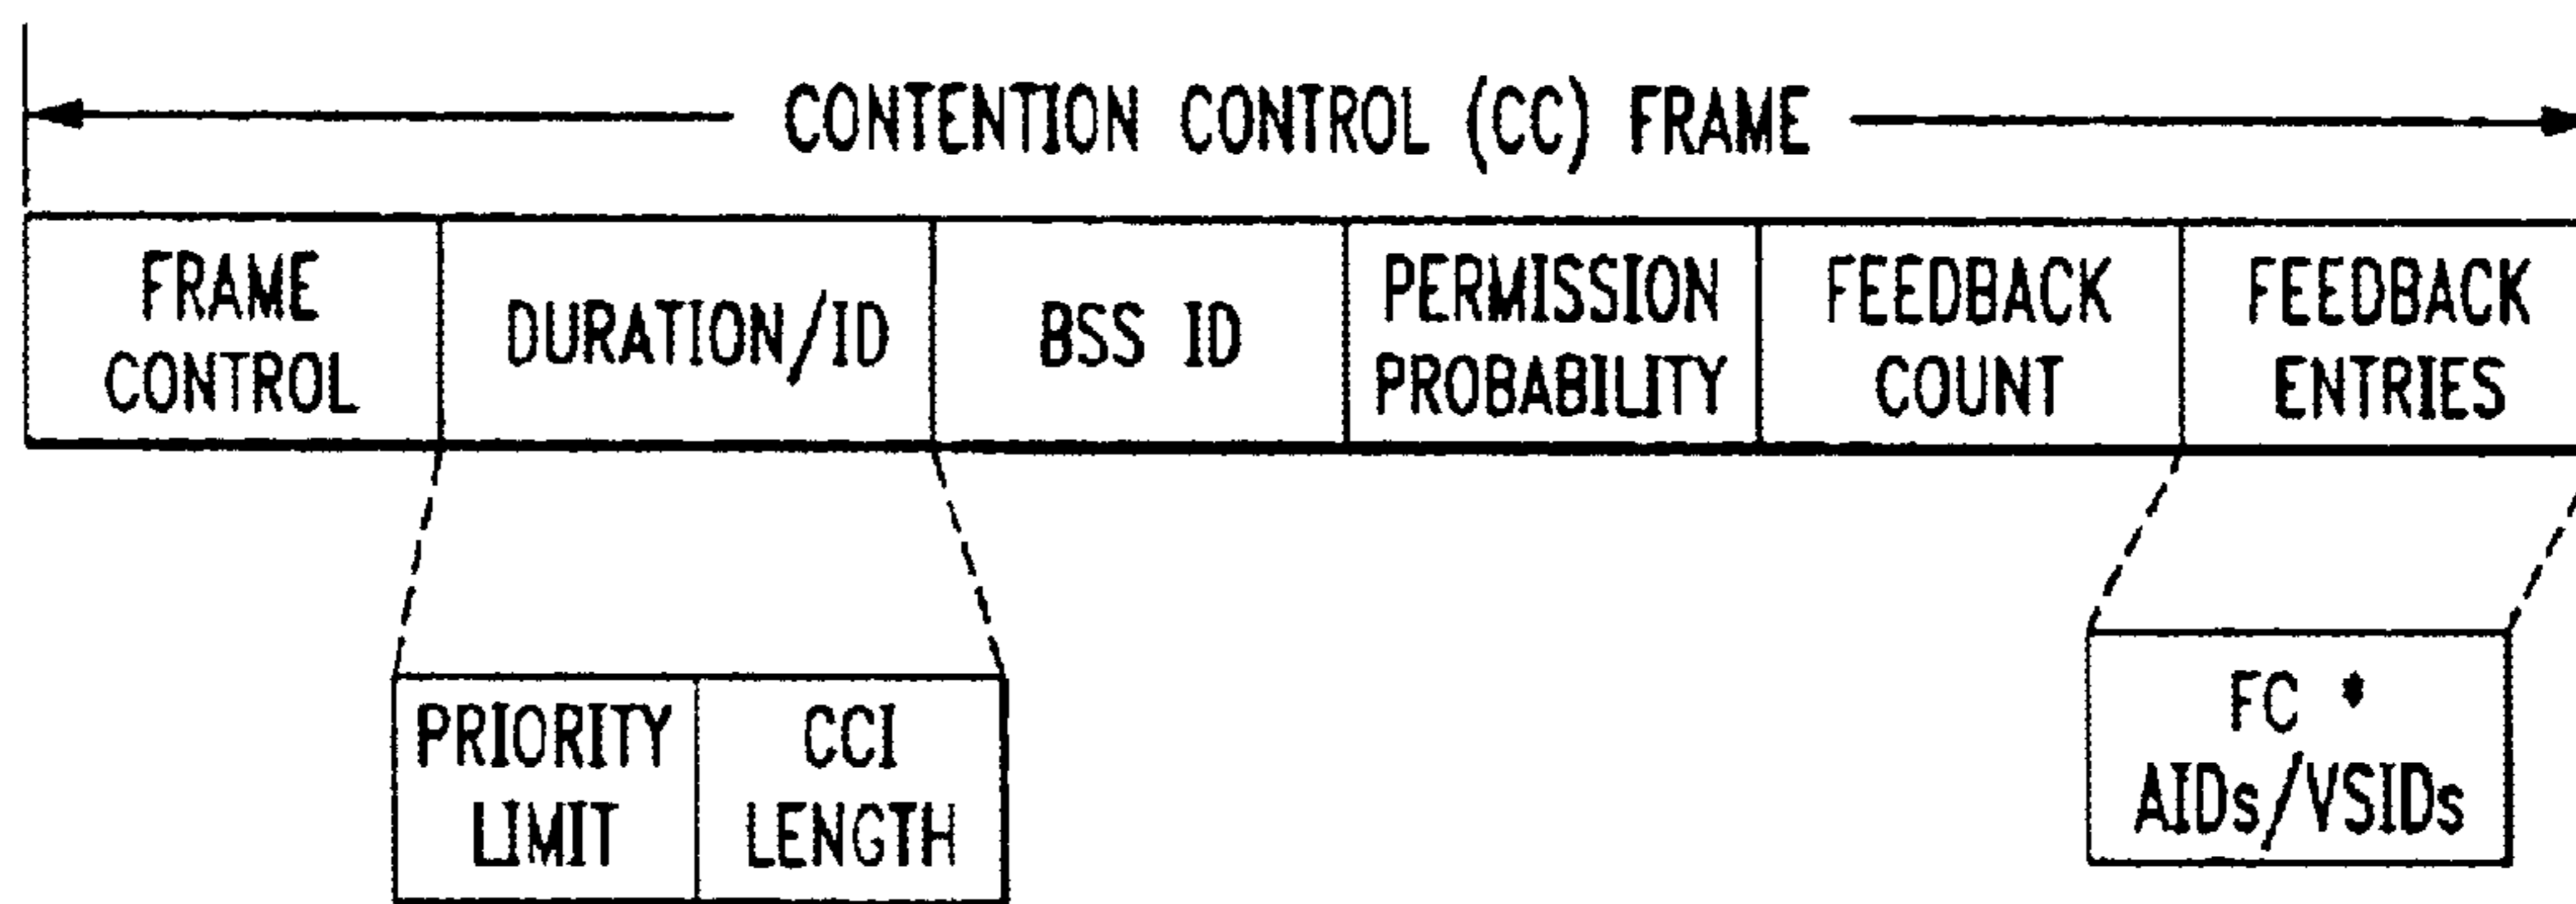 CONTENTION CONTROL (CC) FRAME
FRAME
CONTROL
DURATION/ID
BSS ID
PERMISSION
PROBABILITY
FEEDBACK
COUNT
FEEDBACK
ENTRIES
PRIORITY
LIMIT
CCI
LENGTH
FC *
AIDs/VSIDs